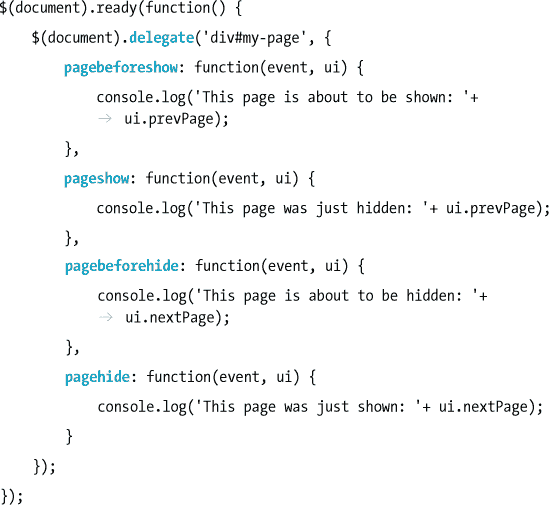 $(document).ready(function() {
$(document).delegate('div#my-page', {
pagebeforeshow: function(event, ui) {
console.log('This page is about to be shown: '+
→ ui.prevPage);
},
pageshow: function(event, ui) {
console.log('This page was just hidden: '+ ui.prevPage);
},
pagebeforehide: function(event, ui) {
console.log('This page is about to be hidden: '+
→ ui.nextPage);
},
pagehide: function(event, ui) {
console.log('This page was just shown: '+ ui.nextPage);
}
});
});